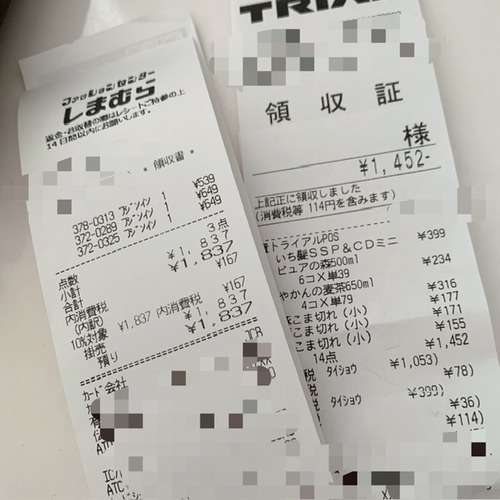 ファッションセンター
しまむら
返金・お取替の際はレシートご持参の上
14日間以内にお願いします。
* 領収書 *
378-0313 アシﾞンイン 1 ¥539
372-0289 アシﾞンイン 1 ¥649
372-0325 アシﾞンイン 1 ¥649
点数 3点
小計 ¥1,837
合計 ¥1,837
内消費税 ¥167
(内訳)
10%対象 ¥1,837 内消費税 ¥167
掛売 ¥1,837
預り ¥1,837
カード会社
ATC
TRIA
領収証
様
¥1,452-
上記正に領収しました
(消費税等 114円を含みます)
トライアルPOS
いち髪SSP&CDミニ ¥399
ピュアの森500ml
6コX単39 ¥234
やかんの麦茶650ml
4コX単79 ¥316
こま切れ(小) ¥177
こま切れ(小) ¥171
こま切れ(小) ¥155
14点 ¥1,452
税 タイショウ ¥1,053)
¥78)
税 タイショウ ¥399)
¥36)
¥114)